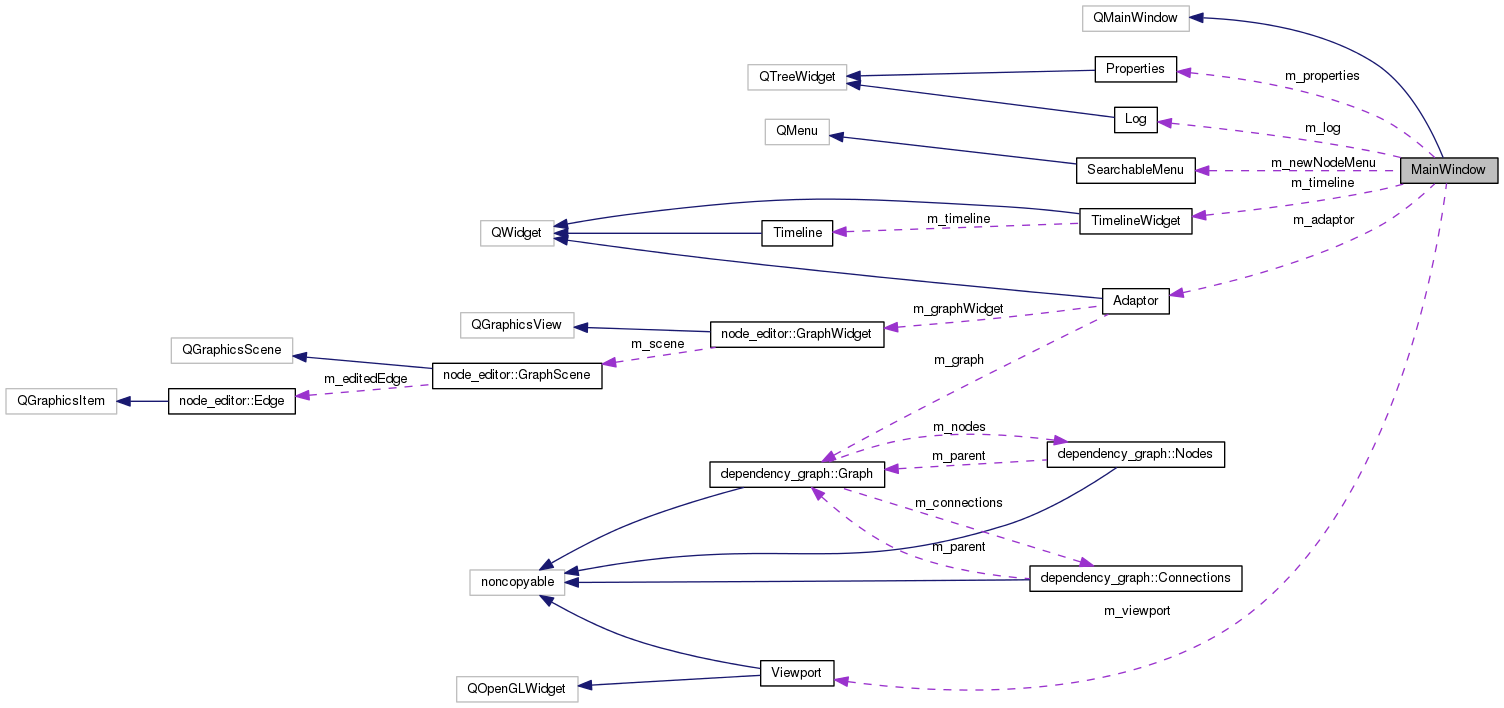 QMainWindow
Properties
QTreeWidget
m_properties
Log
m_log
QMenu
SearchableMenu
m_newNodeMenu
MainWindow
m_timeline
TimelineWidget
m_timeline
Timeline
QWidget
m_adaptor
Adaptor
m_graphWidget
QGraphicsView
node_editor::GraphWidget
m_scene
QGraphicsScene
m_graph
node_editor::GraphScene
m_editedEdge
QGraphicsItem
node_editor::Edge
m_nodes
dependency_graph::Nodes
m_parent
dependency_graph::Graph
m_connections
m_parent
noncopyable
dependency_graph::Connections
m_viewport
Viewport
QOpenGLWidget